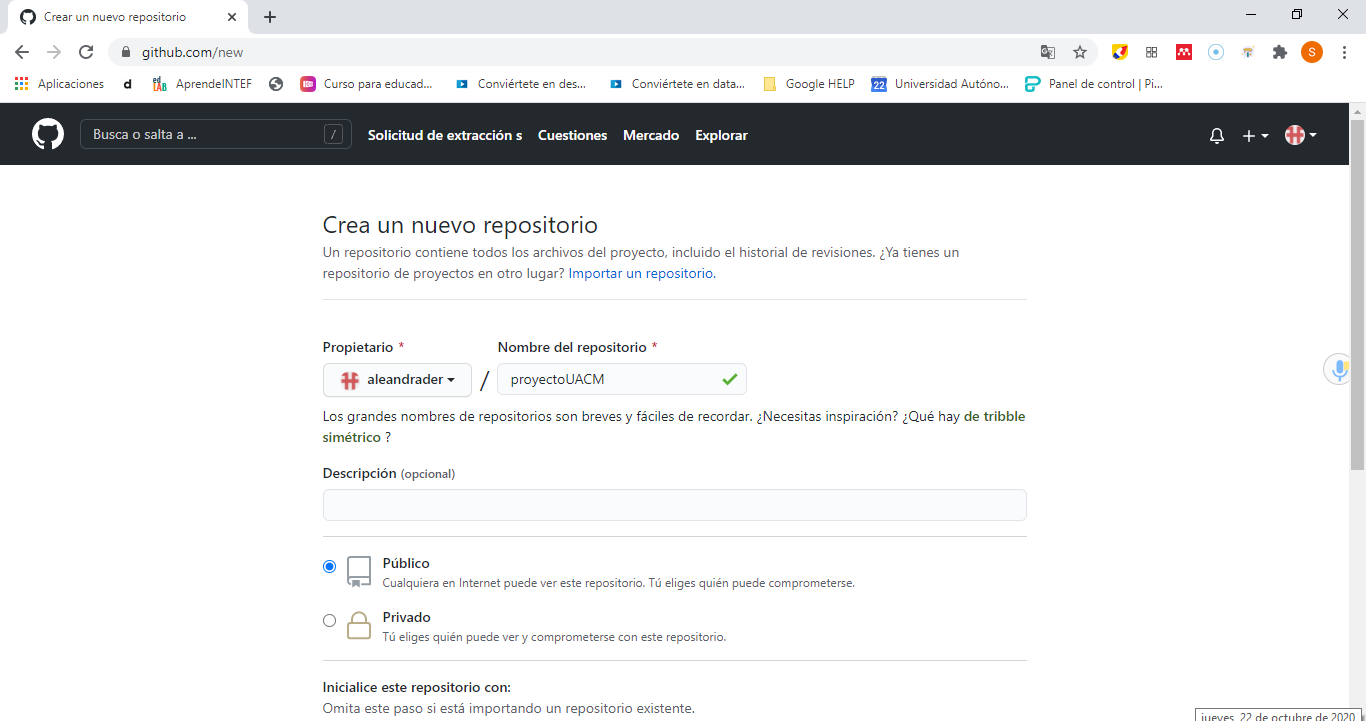 Crear un nuevo repositorio
github.com/new
S
Aplicaciones d edLAB AprendeINTEF Curso para educad... Conviértete en des... Conviértete en data... Google HELP 22 Universidad Autóno... Panel de control | Pi...
Busca o salta a ... / Solicitud de extracción s Cuestiones Mercado Explorar
Crea un nuevo repositorio
Un repositorio contiene todos los archivos del proyecto, incluido el historial de revisiones. ¿Ya tienes un
repositorio de proyectos en otro lugar? Importar un repositorio.
Propietario * Nombre del repositorio *
aleandrader / proyectoUACM
Los grandes nombres de repositorios son breves y fáciles de recordar. ¿Necesitas inspiración? ¿Qué hay de tribble
simétrico ?
Descripción (opcional)
Público
Cualquiera en Internet puede ver este repositorio. Tú eliges quién puede comprometerse.
Privado
Tú eliges quién puede ver y comprometerse con este repositorio.
Inicialice este repositorio con:
Omita este paso si está importando un repositorio existente.
jueves, 22 de octubre de 2020